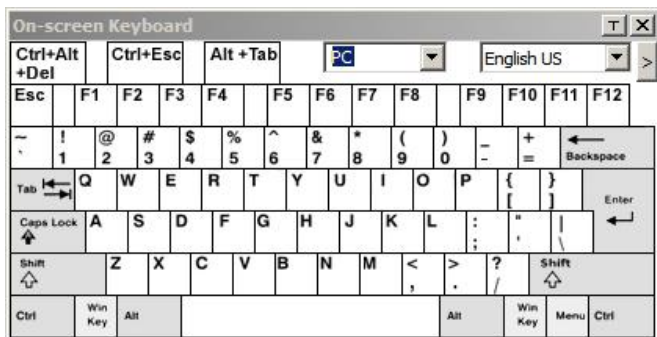 On-screen Keyboard T X
Ctrl+Alt Ctrl+Esc Alt +Tab PC English US >
+Del
Esc F1 F2 F3 F4 F5 F6 F7 F8 F9 F10 F11 F12
~ ! @ # $ % ^ & * ( ) _ +
` 1 2 3 4 5 6 7 8 9 0 - = Backspace
Tab Q W E R T Y U I O P { }
[ ] Enter
Caps Lock A S D F G H J K L : " |
; ' \
Shift Z X C V B N M < > ? Shift
, . /
Ctrl Win Key Alt Alt Win Key Menu Ctrl